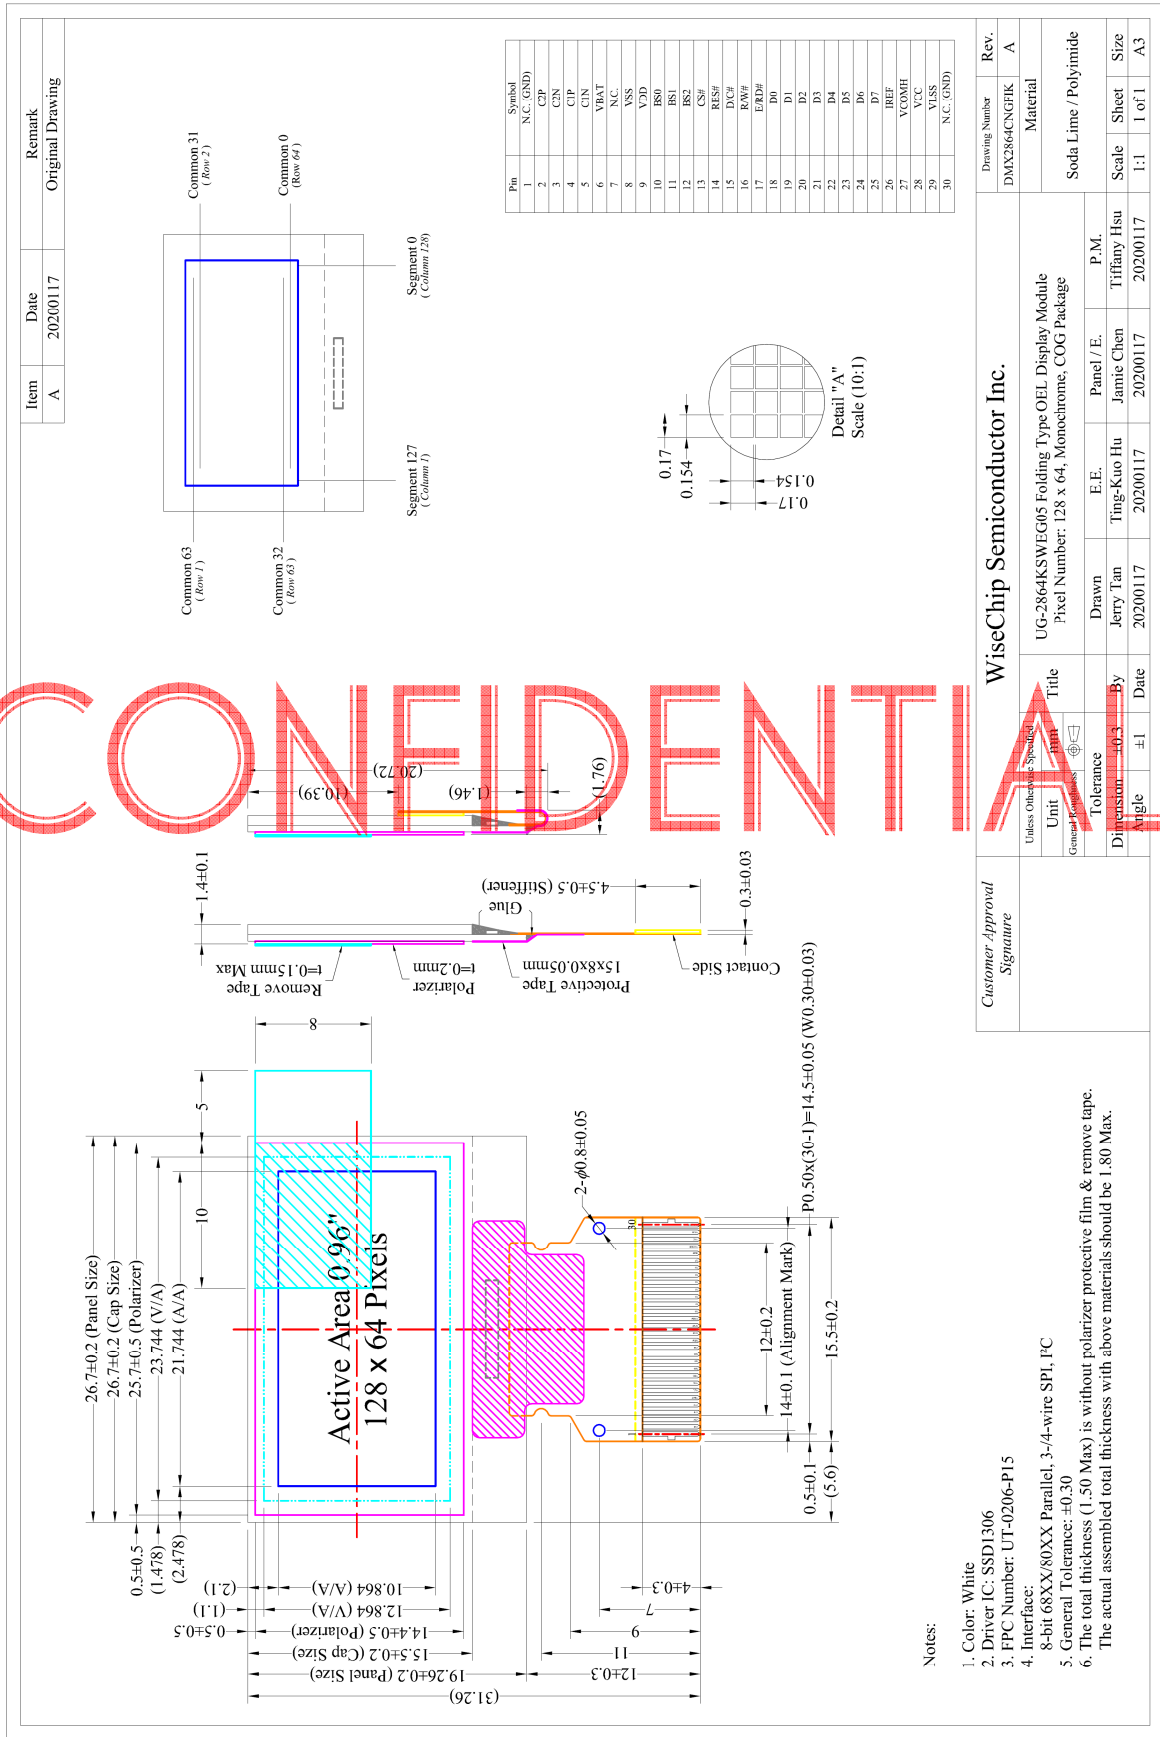 Item Date Remark
A 20200117 Original Drawing
Common 63
( Row 1 )
Common 32
( Row 63 )
Common 31
( Row 2 )
Common 0
(Row 64 )
Segment 127
( Column 1 )
Segment 0
( Column 128)
Pin Symbol
1 N.C. (GND)
2 C2P
3 C2N
4 C1P
5 C1N
6 VBAT
7 N.C.
8 VSS
9 VDD
10 BS0
11 BS1
12 BS2
13 CS#
14 RES#
15 D/C#
16 R/W#
17 E/RD#
18 D0
19 D1
20 D2
21 D3
22 D4
23 D5
24 D6
25 D7
26 IREF
27 VCOMH
28 VCC
29 VLSS
30 N.C. (GND)
0.17
0.154
0.154
0.17
Detail "A"
Scale (10:1)
CONFIDENTIAL
(20.72)
(10.39)
(1.46)
(1.76)
1.4±0.1
4.5±0.5 (Stiffener)
Glue
0.3±0.03
Remove Tape
t=0.15mm Max
Polarizer
t=0.2mm
Protective Tape
15x8x0.05mm
Contact Side
8
5
10
26.7±0.2 (Panel Size)
26.7±0.2 (Cap Size)
25.7±0.5 (Polarizer)
23.744 (V/A)
21.744 (A/A)
0.5±0.5
(1.478)
(2.478)
Active Area 0.96"
128 x 64 Pixels
(2.1)
10.864 (A/A)
(1.1)
12.864 (V/A)
0.5±0.5
14.4±0.5 (Polarizer)
15.5±0.2 (Cap Size)
19.26±0.2 (Panel Size)
(31.26)
4±0.3
7
9
11
12±0.3
2-ϕ0.8±0.05
30
12±0.2
14±0.1 (Alignment Mark)
P0.50x(30-1)=14.5±0.05 (W0.30±0.03)
0.5±0.1
15.5±0.2
(5.6)
Notes:
1. Color: White
2. Driver IC: SSD1306
3. FPC Number: UT-0206-P15
4. Interface:
8-bit 68XX/80XX Parallel, 3-/4-wire SPI, I²C
5. General Tolerance: ±0.30
6. The total thickness (1.50 Max) is without polarizer protective film & remove tape.
The actual assembled total thickness with above materials should be 1.80 Max.
Customer Approval
Signature
WiseChip Semiconductor Inc.
Drawing Number Rev.
DMX2864CNGFIK A
Unless Otherwise Specified
Unit mm
General Roughness
Tolerance
Dimension ±0.3
Angle ±1
Title
UG-2864KSWEG05 Folding Type OEL Display Module
Pixel Number: 128 x 64, Monochrome, COG Package
Material
Soda Lime / Polyimide
Drawn E.E. Panel / E. P.M.
By Jerry Tan Ting-Kuo Hu Jamie Chen Tiffany Hsu
Date 20200117 20200117 20200117 20200117
Scale Sheet Size
1:1 1 of 1 A3